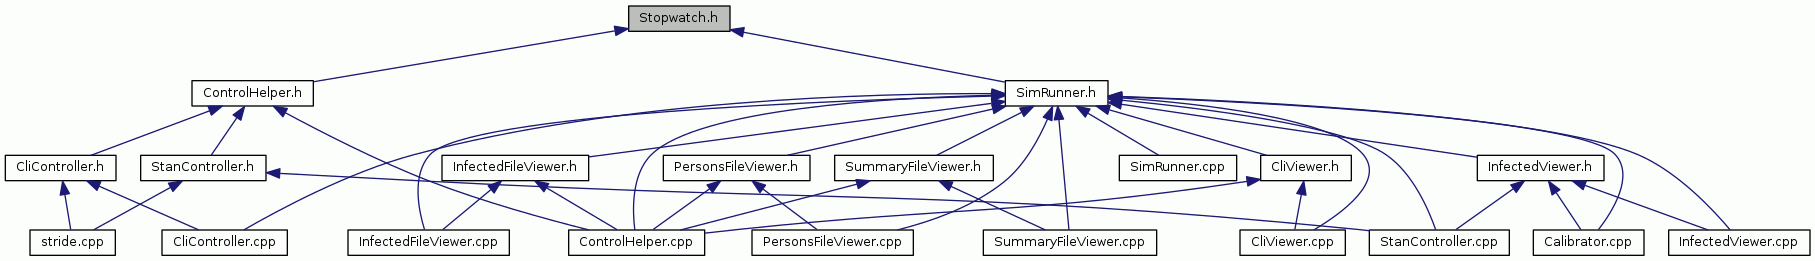 Stopwatch.h
ControlHelper.h
SimRunner.h
CliController.h
StanController.h
InfectedFileViewer.h
PersonsFileViewer.h
SummaryFileViewer.h
SimRunner.cpp
CliViewer.h
InfectedViewer.h
stride.cpp
CliController.cpp
InfectedFileViewer.cpp
ControlHelper.cpp
PersonsFileViewer.cpp
SummaryFileViewer.cpp
CliViewer.cpp
StanController.cpp
Calibrator.cpp
InfectedViewer.cpp